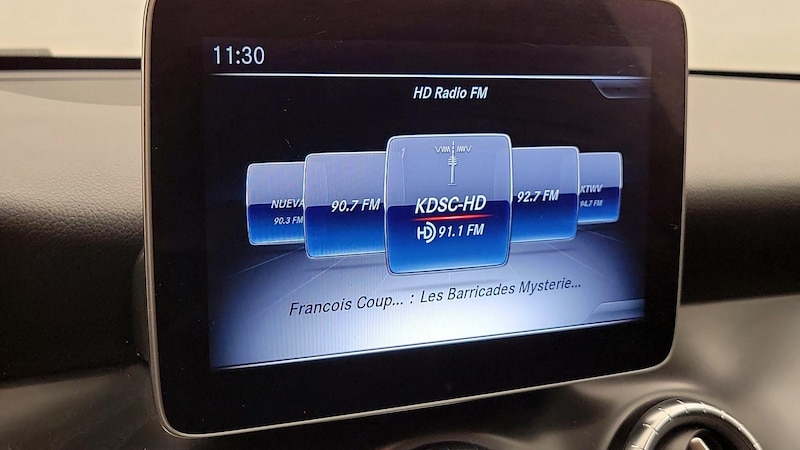 11:30
HD Radio FM
NUEVA
90.3 FM
90.7 FM
KDSC-HD
HD 91.1 FM
92.7 FM
KTWV
94.7 FM
Francois Coup... : Les Barricades Mysterie...